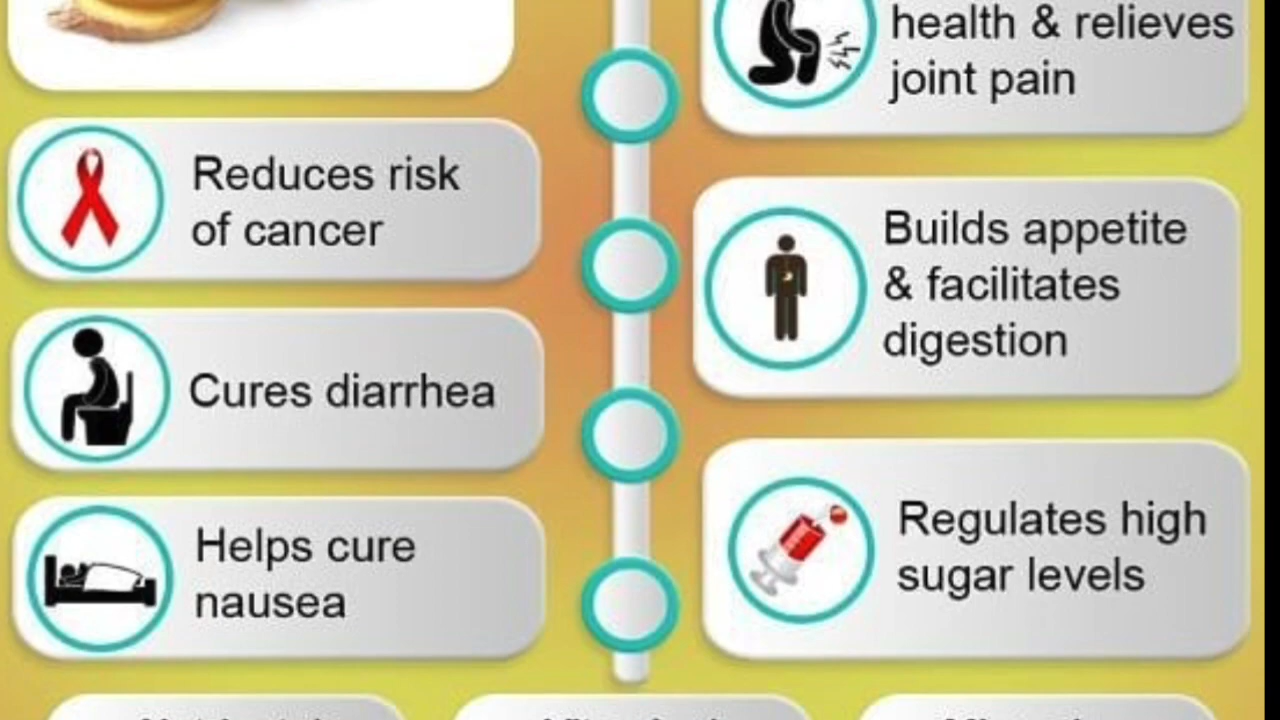 health & relieves
joint pain
Reduces risk
of cancer
Builds appetite
& facilitates
digestion
Cures diarrhea
Regulates high
sugar levels
Helps cure
nausea